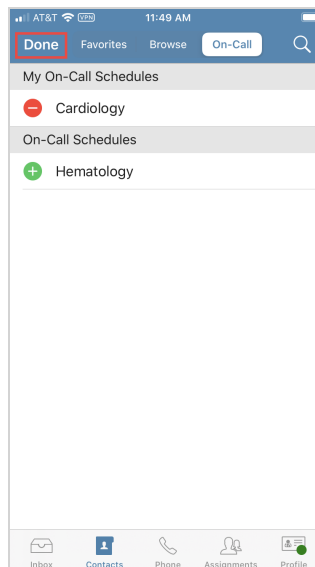 AT&T VPN 11:49 AM
Done Favorites Browse On-Call
My On-Call Schedules
Cardiology
On-Call Schedules
Hematology
Inbox Contacts Phone Assignments Profile